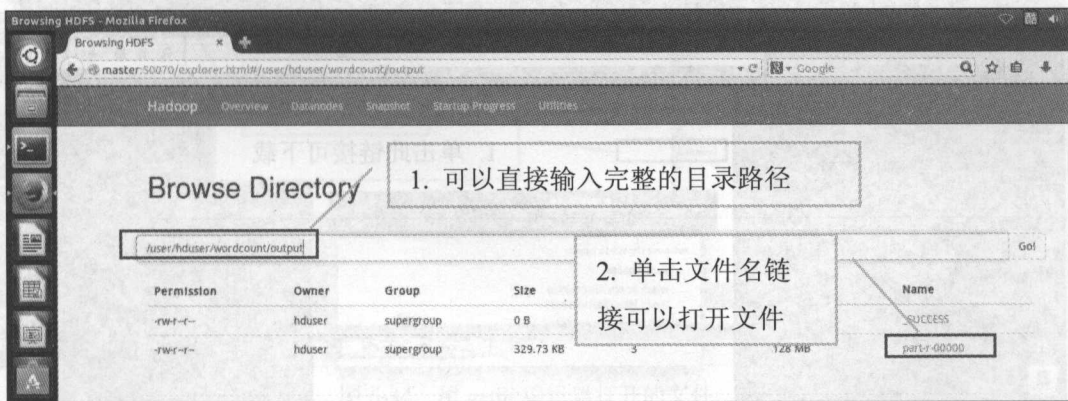 Browsing HDFS - Mozilla Firefox
Browsing HDFS × +
master:50070/explorer.html#/user/hduser/wordcount/output Google
Hadoop Overview Datanodes Snapshot Startup Progress Utilities
Browse Directory
1. 可以直接输入完整的目录路径
/user/hduser/wordcount/output Go!
2. 单击文件名链
接可以打开文件
Permission Owner Group Size Name
-rw-r--r-- hduser supergroup 0 B _SUCCESS
-rw-r--r-- hduser supergroup 329.73 KB 3 128 MB part-r-00000